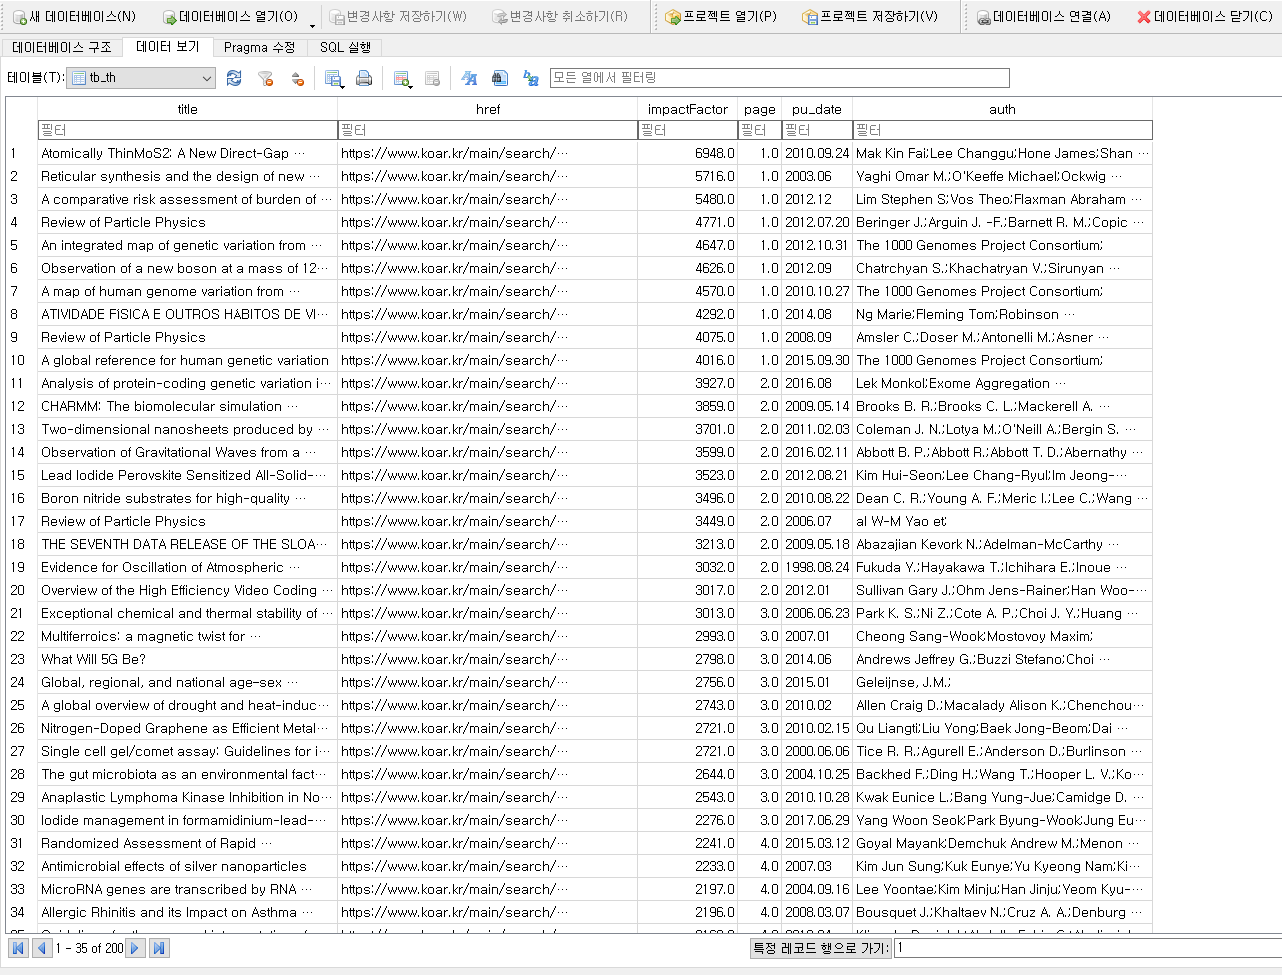 새 데이터베이스(N) 데이터베이스 열기(O) 변경사항 저장하기(W) 변경사항 취소하기(R) 프로젝트 열기(P) 프로젝트 저장하기(V) 데이터베이스 연결(A) 데이터베이스 닫기(C)
데이터베이스 구조 데이터 보기 Pragma 수정 SQL 실행
테이블(T): tb_th 모든 열에서 필터링
title href impactFactor page pu_date auth
필터 필터 필터 필터 필터 필터
1 Atomically ThinMoS2: A New Direct-Gap ··· https://www.koar.kr/main/search/··· 6948.0 1.0 2010.09.24 Mak Kin Fai;Lee Changgu;Hone James;Shan ···
2 Reticular synthesis and the design of new ··· https://www.koar.kr/main/search/··· 5716.0 1.0 2003.06 Yaghi Omar M.;O'Keeffe Michael;Ockwig ···
3 A comparative risk assessment of burden of ··· https://www.koar.kr/main/search/··· 5480.0 1.0 2012.12 Lim Stephen S;Vos Theo;Flaxman Abraham ···
4 Review of Particle Physics https://www.koar.kr/main/search/··· 4771.0 1.0 2012.07.20 Beringer J.;Arguin J. -F.;Barnett R. M.;Copic ···
5 An integrated map of genetic variation from ··· https://www.koar.kr/main/search/··· 4647.0 1.0 2012.10.31 The 1000 Genomes Project Consortium;
6 Observation of a new boson at a mass of 12··· https://www.koar.kr/main/search/··· 4626.0 1.0 2012.09 Chatrchyan S.;Khachatryan V.;Sirunyan ···
7 A map of human genome variation from ··· https://www.koar.kr/main/search/··· 4570.0 1.0 2010.10.27 The 1000 Genomes Project Consortium;
8 ATIVIDADE FISICA E OUTROS HABITOS DE VI··· https://www.koar.kr/main/search/··· 4292.0 1.0 2014.08 Ng Marie;Fleming Tom;Robinson ···
9 Review of Particle Physics https://www.koar.kr/main/search/··· 4075.0 1.0 2008.09 Amsler C.;Doser M.;Antonelli M.;Asner ···
10 A global reference for human genetic variation https://www.koar.kr/main/search/··· 4016.0 1.0 2015.09.30 The 1000 Genomes Project Consortium;
11 Analysis of protein-coding genetic variation i··· https://www.koar.kr/main/search/··· 3927.0 2.0 2016.08 Lek Monkol;Exome Aggregation ···
12 CHARMM: The biomolecular simulation ··· https://www.koar.kr/main/search/··· 3859.0 2.0 2009.05.14 Brooks B. R.;Brooks C. L.;Mackerell A. ···
13 Two-dimensional nanosheets produced by ··· https://www.koar.kr/main/search/··· 3701.0 2.0 2011.02.03 Coleman J. N.;Lotya M.;O'Neill A.;Bergin S. ···
14 Observation of Gravitational Waves from a ··· https://www.koar.kr/main/search/··· 3599.0 2.0 2016.02.11 Abbott B. P.;Abbott R.;Abbott T. D.;Abernathy ···
15 Lead Iodide Perovskite Sensitized All-Solid-··· https://www.koar.kr/main/search/··· 3523.0 2.0 2012.08.21 Kim Hui-Seon;Lee Chang-Ryul;Im Jeong-···
16 Boron nitride substrates for high-quality ··· https://www.koar.kr/main/search/··· 3496.0 2.0 2010.08.22 Dean C. R.;Young A. F.;Meric I.;Lee C.;Wang ···
17 Review of Particle Physics https://www.koar.kr/main/search/··· 3449.0 2.0 2006.07 al W-M Yao et;
18 THE SEVENTH DATA RELEASE OF THE SLOA··· https://www.koar.kr/main/search/··· 3213.0 2.0 2009.05.18 Abazajian Kevork N.;Adelman-McCarthy ···
19 Evidence for Oscillation of Atmospheric ··· https://www.koar.kr/main/search/··· 3032.0 2.0 1998.08.24 Fukuda Y.;Hayakawa T.;Ichihara E.;Inoue ···
20 Overview of the High Efficiency Video Coding ··· https://www.koar.kr/main/search/··· 3017.0 2.0 2012.01 Sullivan Gary J.;Ohm Jens-Rainer;Han Woo-···
21 Exceptional chemical and thermal stability of ··· https://www.koar.kr/main/search/··· 3013.0 3.0 2006.06.23 Park K. S.;Ni Z.;Cote A. P.;Choi J. Y.;Huang ···
22 Multiferroics: a magnetic twist for ··· https://www.koar.kr/main/search/··· 2993.0 3.0 2007.01 Cheong Sang-Wook;Mostovoy Maxim;
23 What Will 5G Be? https://www.koar.kr/main/search/··· 2798.0 3.0 2014.06 Andrews Jeffrey G.;Buzzi Stefano;Choi ···
24 Global, regional, and national age-sex ··· https://www.koar.kr/main/search/··· 2756.0 3.0 2015.01 Geleijnse, J.M.;
25 A global overview of drought and heat-induc··· https://www.koar.kr/main/search/··· 2743.0 3.0 2010.02 Allen Craig D.;Macalady Alison K.;Chenchou···
26 Nitrogen-Doped Graphene as Efficient Metal-··· https://www.koar.kr/main/search/··· 2721.0 3.0 2010.02.15 Qu Liangti;Liu Yong;Baek Jong-Beom;Dai ···
27 Single cell gel/comet assay: Guidelines for i··· https://www.koar.kr/main/search/··· 2721.0 3.0 2000.06.06 Tice R. R.;Agurell E.;Anderson D.;Burlinson ···
28 The gut microbiota as an environmental fact··· https://www.koar.kr/main/search/··· 2644.0 3.0 2004.10.25 Backhed F.;Ding H.;Wang T.;Hooper L. V.;Ko···
29 Anaplastic Lymphoma Kinase Inhibition in No··· https://www.koar.kr/main/search/··· 2543.0 3.0 2010.10.28 Kwak Eunice L.;Bang Yung-Jue;Camidge D. ···
30 Iodide management in formamidinium-lead-··· https://www.koar.kr/main/search/··· 2276.0 3.0 2017.06.29 Yang Woon Seok;Park Byung-Wook;Jung Eu···
31 Randomized Assessment of Rapid ··· https://www.koar.kr/main/search/··· 2241.0 4.0 2015.03.12 Goyal Mayank;Demchuk Andrew M.;Menon ···
32 Antimicrobial effects of silver nanoparticles https://www.koar.kr/main/search/··· 2233.0 4.0 2007.03 Kim Jun Sung;Kuk Eunye;Yu Kyeong Nam;Ki···
33 MicroRNA genes are transcribed by RNA ··· https://www.koar.kr/main/search/··· 2197.0 4.0 2004.09.16 Lee Yoontae;Kim Minju;Han Jinju;Yeom Kyu-···
34 Allergic Rhinitis and its Impact on Asthma ··· https://www.koar.kr/main/search/··· 2196.0 4.0 2008.03.07 Bousquet J.;Khaltaev N.;Cruz A. A.;Denburg ···
1 - 35 of 200 특정 레코드 행으로 가기: 1